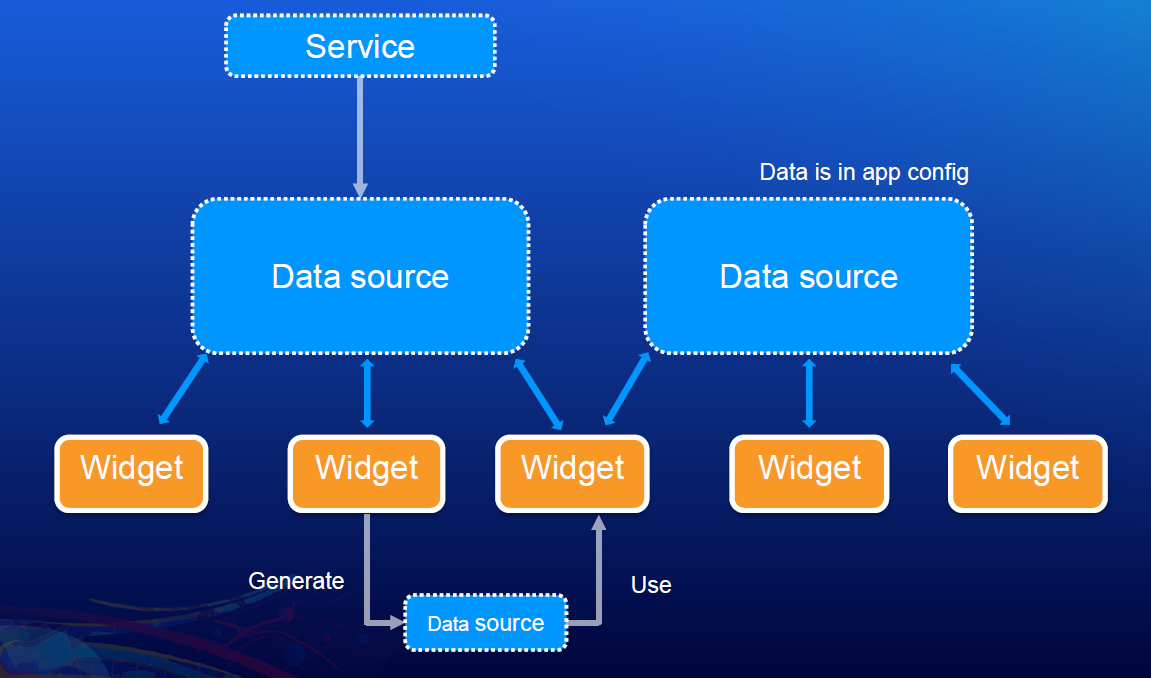 Service
Data is in app config
Data source
Data source
Widget
Widget
Widget
Widget
Widget
Generate
Use
Data source